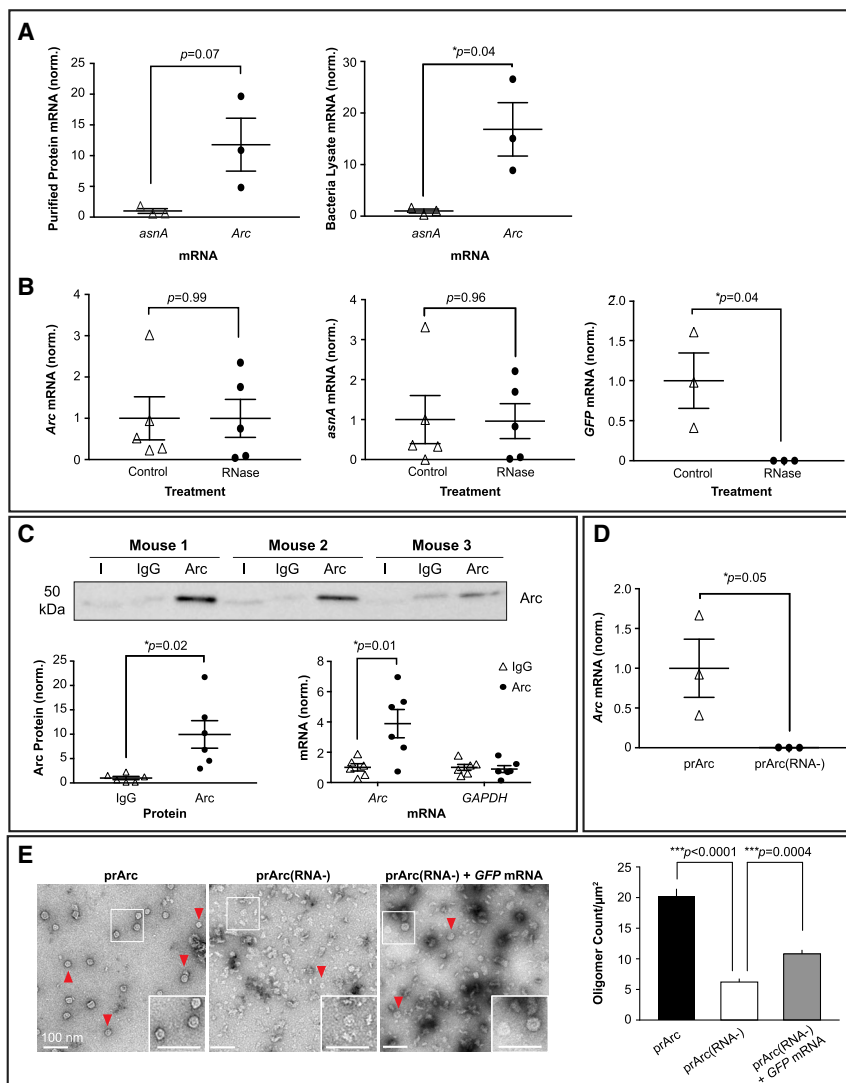 A
Purified Protein mRNA (norm.)
25
20
15
10
5
0
p=0.07
asnA
Arc
mRNA
Bacteria Lysate mRNA (norm.)
30
20
10
0
*p=0.04
asnA
Arc
mRNA
B
Arc mRNA (norm.)
4
3
2
1
0
p=0.99
Control
RNase
Treatment
asnA mRNA (norm.)
4
3
2
1
0
p=0.96
Control
RNase
Treatment
GFP mRNA (norm.)
2.0
1.5
1.0
0.5
0
*p=0.04
Control
RNase
Treatment
C
Mouse 1
Mouse 2
Mouse 3
I
IgG
Arc
I
IgG
Arc
I
IgG
Arc
50
kDa
Arc
Arc Protein (norm.)
25
20
15
10
5
0
*p=0.02
IgG
Arc
Protein
mRNA (norm.)
8
6
4
2
0
*p=0.01
IgG
Arc
Arc
GAPDH
mRNA
D
Arc mRNA (norm.)
2.0
1.5
1.0
0.5
0
*p=0.05
prArc
prArc(RNA-)
E
prArc
prArc(RNA-)
prArc(RNA-) + GFP mRNA
100 nm
Oligomer Count/µm²
25
20
15
10
5
0
***p<0.0001
***p=0.0004
prArc
prArc(RNA-)
prArc(RNA-)
+ GFP mRNA